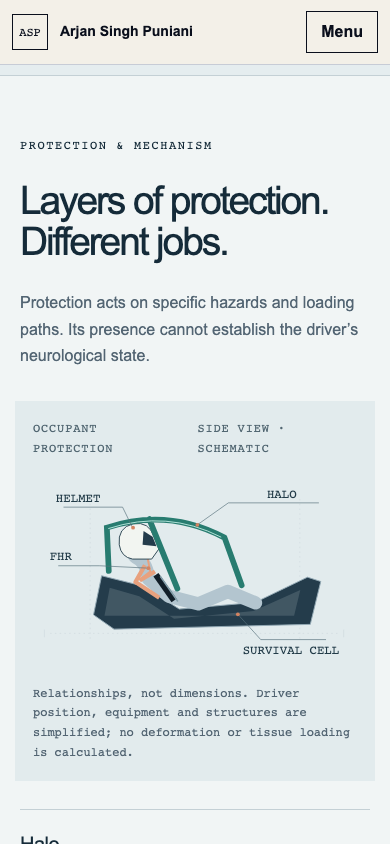 ASP
Arjan Singh Puniani
Menu
PROTECTION & MECHANISM
Layers of protection.
Different jobs.
Protection acts on specific hazards and loading
paths. Its presence cannot establish the driver's
neurological state.
OCCUPANT
PROTECTION
SIDE VIEW ·
SCHEMATIC
HELMET
HALO
FHR
SURVIVAL CELL
Relationships, not dimensions. Driver
position, equipment and structures are
simplified; no deformation or tissue loading
is calculated.
Halo